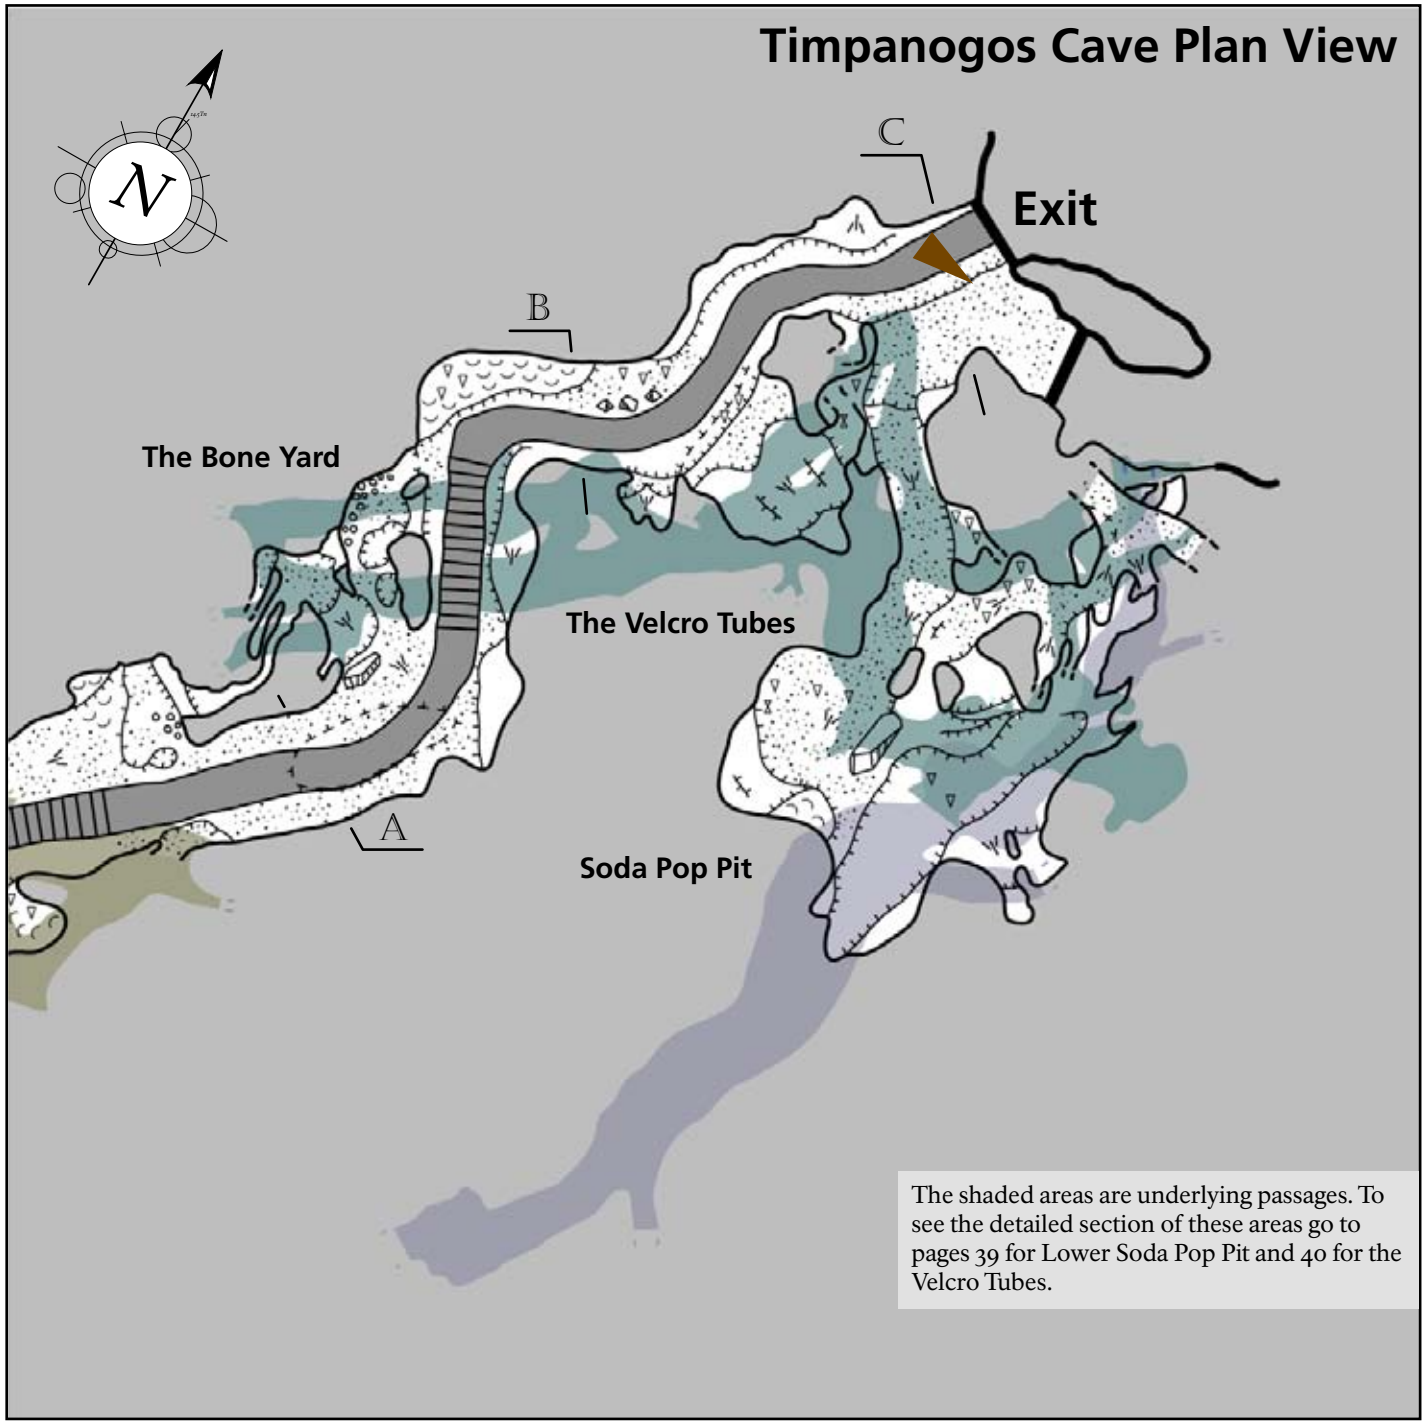 Timpanogos Cave Plan View
C
Exit
N
B
The Bone Yard
The Velcro Tubes
A
Soda Pop Pit
The shaded areas are underlying passages. To
see the detailed section of these areas go to
pages 39 for Lower Soda Pop Pit and 40 for the
Velcro Tubes.